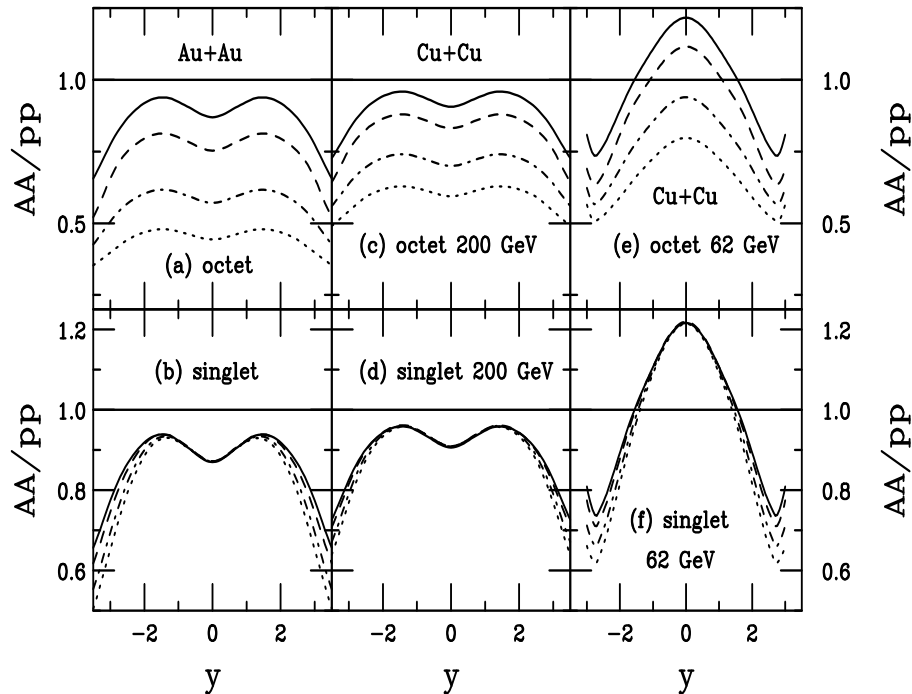 Au+Au
Cu+Cu
1.0
1.0
AA/pp
AA/pp
Cu+Cu
0.5
0.5
(a) octet
(c) octet 200 GeV
(e) octet 62 GeV
1.2
1.2
(b) singlet
(d) singlet 200 GeV
1.0
1.0
AA/pp
AA/pp
0.8
0.8
(f) singlet
62 GeV
0.6
0.6
−2 0 2
−2 0 2
−2 0 2
y
y
y